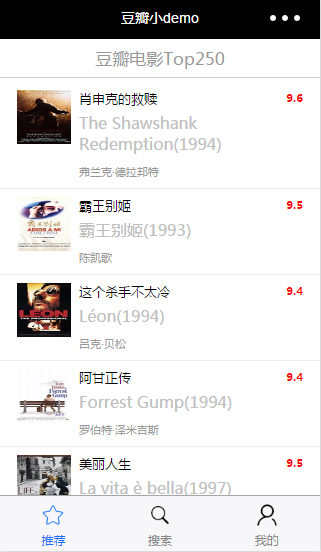 豆瓣小demo
豆瓣电影Top250
肖申克的救赎
9.6
The Shawshank
Redemption(1994)
弗兰克·德拉邦特
霸王别姬
9.5
霸王别姬(1993)
陈凯歌
这个杀手不太冷
9.4
Léon(1994)
吕克·贝松
LEON
阿甘正传
9.4
Forrest Gump(1994)
罗伯特·泽米吉斯
美丽人生
9.5
La vita è bella(1997)
推荐
搜索
我的